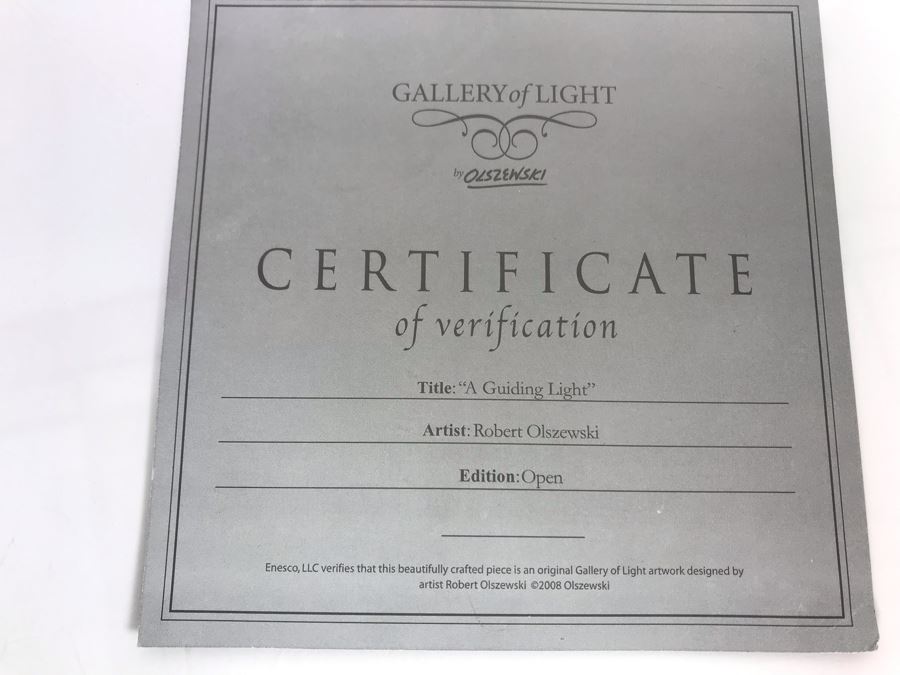 GALLERY of LIGHT
by OLSZEWSKI
CERTIFICATE
of verification
Title: “A Guiding Light”
Artist: Robert Olszewski
Edition: Open
Enesco, LLC verifies that this beautifully crafted piece is an original Gallery of Light artwork designed by
artist Robert Olszewski ©2008 Olszewski